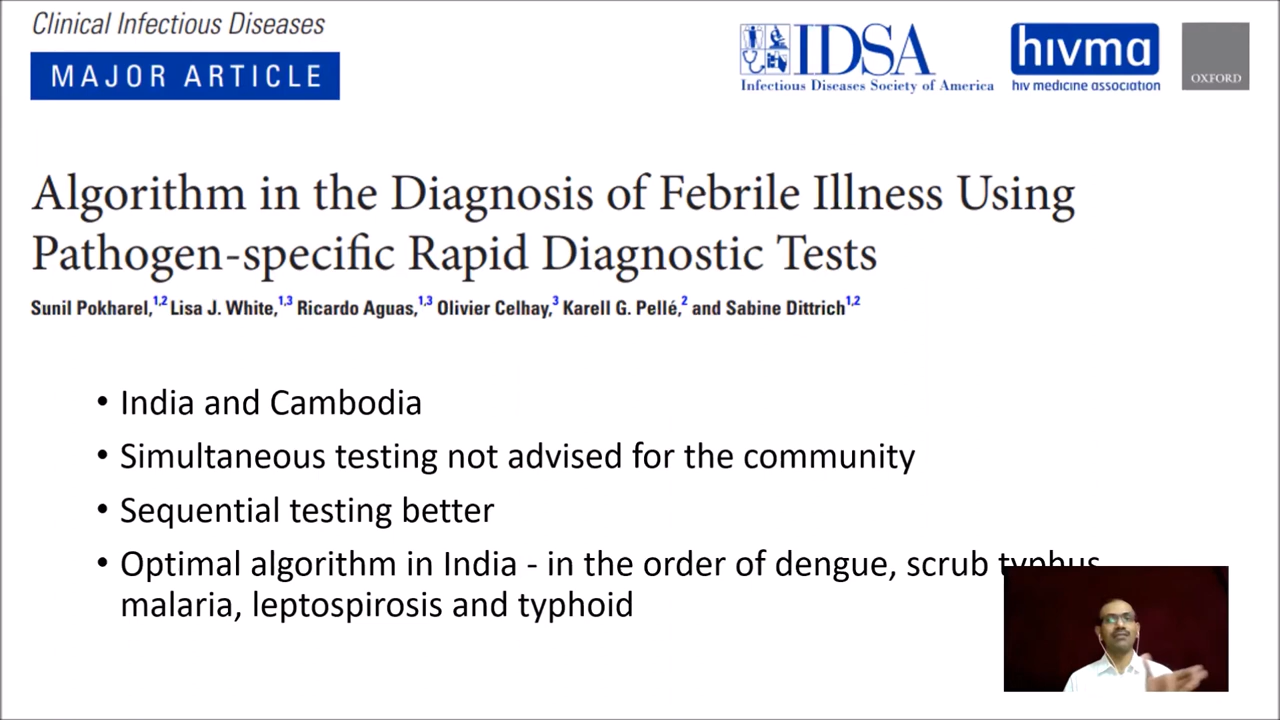 Clinical Infectious Diseases
MAJOR ARTICLE
IDSA
Infectious Diseases Society of America
hivma
hiv medicine association
OXFORD
Algorithm in the Diagnosis of Febrile Illness Using
Pathogen-specific Rapid Diagnostic Tests
Sunil Pokharel,1,2 Lisa J. White,1,3 Ricardo Aguas,1,3 Olivier Celhay,3 Karell G. Pellé,2 and Sabine Dittrich1,2
• India and Cambodia
• Simultaneous testing not advised for the community
• Sequential testing better
• Optimal algorithm in India - in the order of dengue, scrub typhus
malaria, leptospirosis and typhoid